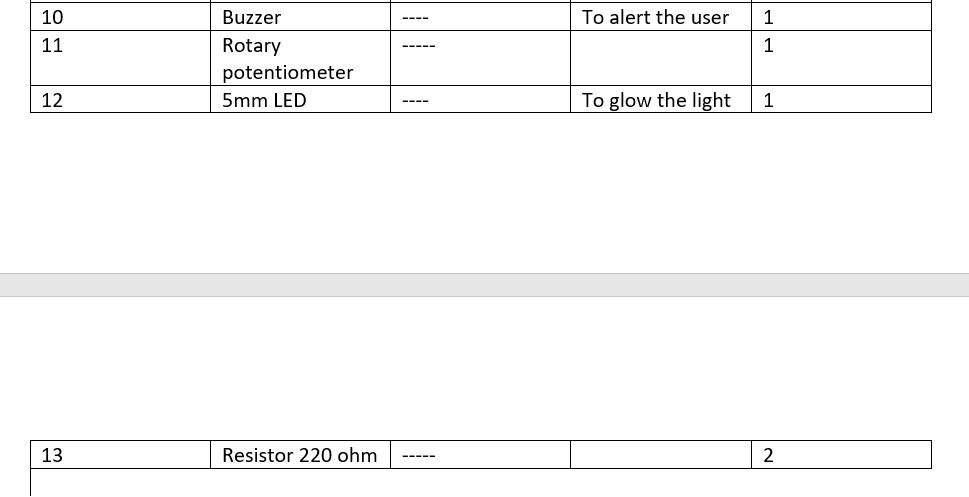 10 Buzzer ---- To alert the user 1
11 Rotary ----- 1
potentiometer
12 5mm LED ---- To glow the light 1
13 Resistor 220 ohm ----- 2